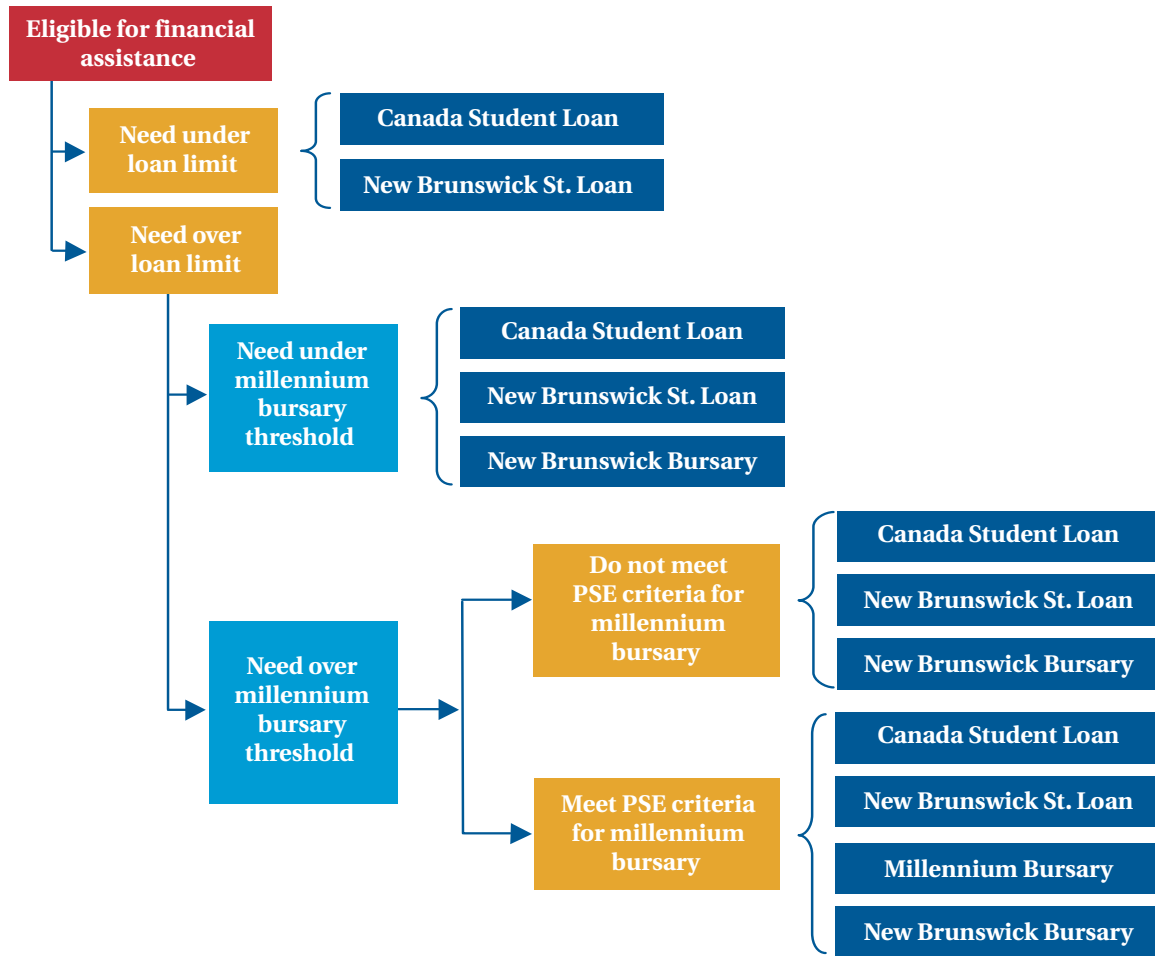 Eligible for financial
assistance
Need under
loan limit
Canada Student Loan
New Brunswick St. Loan
Need over
loan limit
Need under
millennium
bursary
threshold
Canada Student Loan
New Brunswick St. Loan
New Brunswick Bursary
Need over
millennium
bursary
threshold
Do not meet
PSE criteria for
millennium
bursary
Canada Student Loan
New Brunswick St. Loan
New Brunswick Bursary
Meet PSE criteria
for millennium
bursary
Canada Student Loan
New Brunswick St. Loan
Millennium Bursary
New Brunswick Bursary